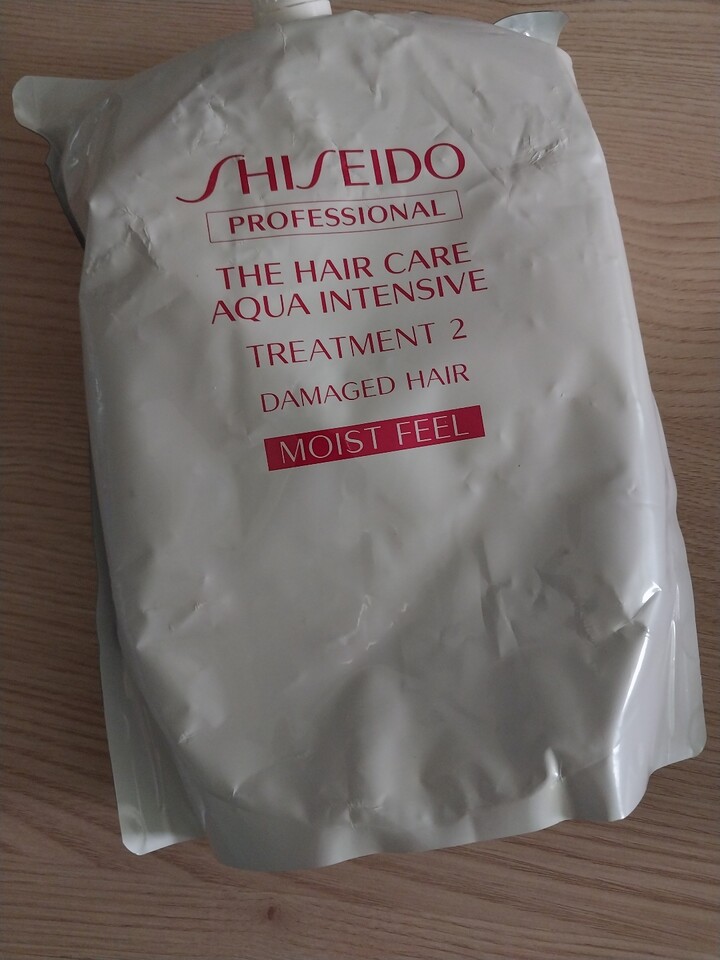 SHISEIDO
PROFESSIONAL
THE HAIR CARE
AQUA INTENSIVE
TREATMENT 2
DAMAGED HAIR
MOIST FEEL